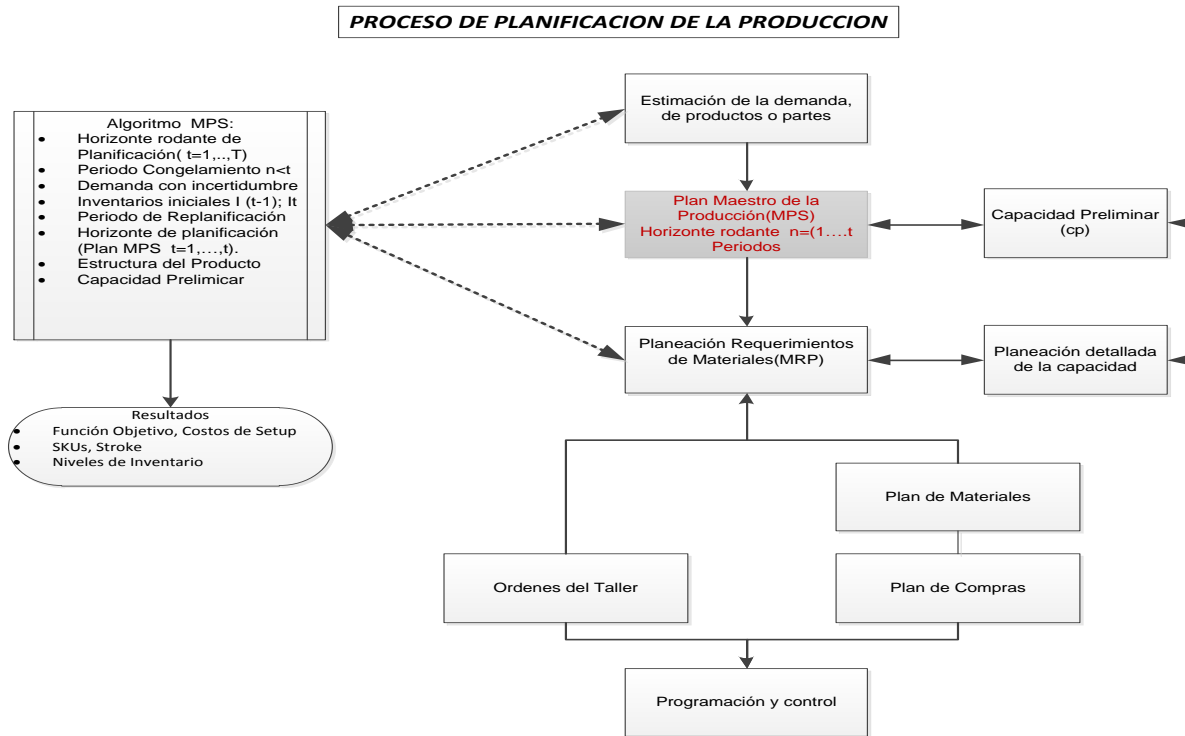 PROCESO DE PLANIFICACION DE LA PRODUCCION
Algoritmo MPS:
• Horizonte rodante de
Planificación( t=1,..,T)
• Periodo Congelamiento n<t
• Demanda con incertidumbre
• Inventarios iniciales I (t-1); It
• Periodo de Replanificación
• Horizonte de planificación
(Plan MPS t=1,...,t).
• Estructura del Producto
• Capacidad Prelimicar
Resultados
• Función Objetivo, Costos de Setup
• SKUs, Stroke
• Niveles de Inventario
Estimación de la demanda,
de productos o partes
Plan Maestro de la
Producción(MPS)
Horizonte rodante n=(1....t
Periodos
Capacidad Preliminar
(cp)
Planeación Requerimientos
de Materiales(MRP)
Planeación detallada
de la capacidad
Plan de Materiales
Ordenes del Taller
Plan de Compras
Programación y control